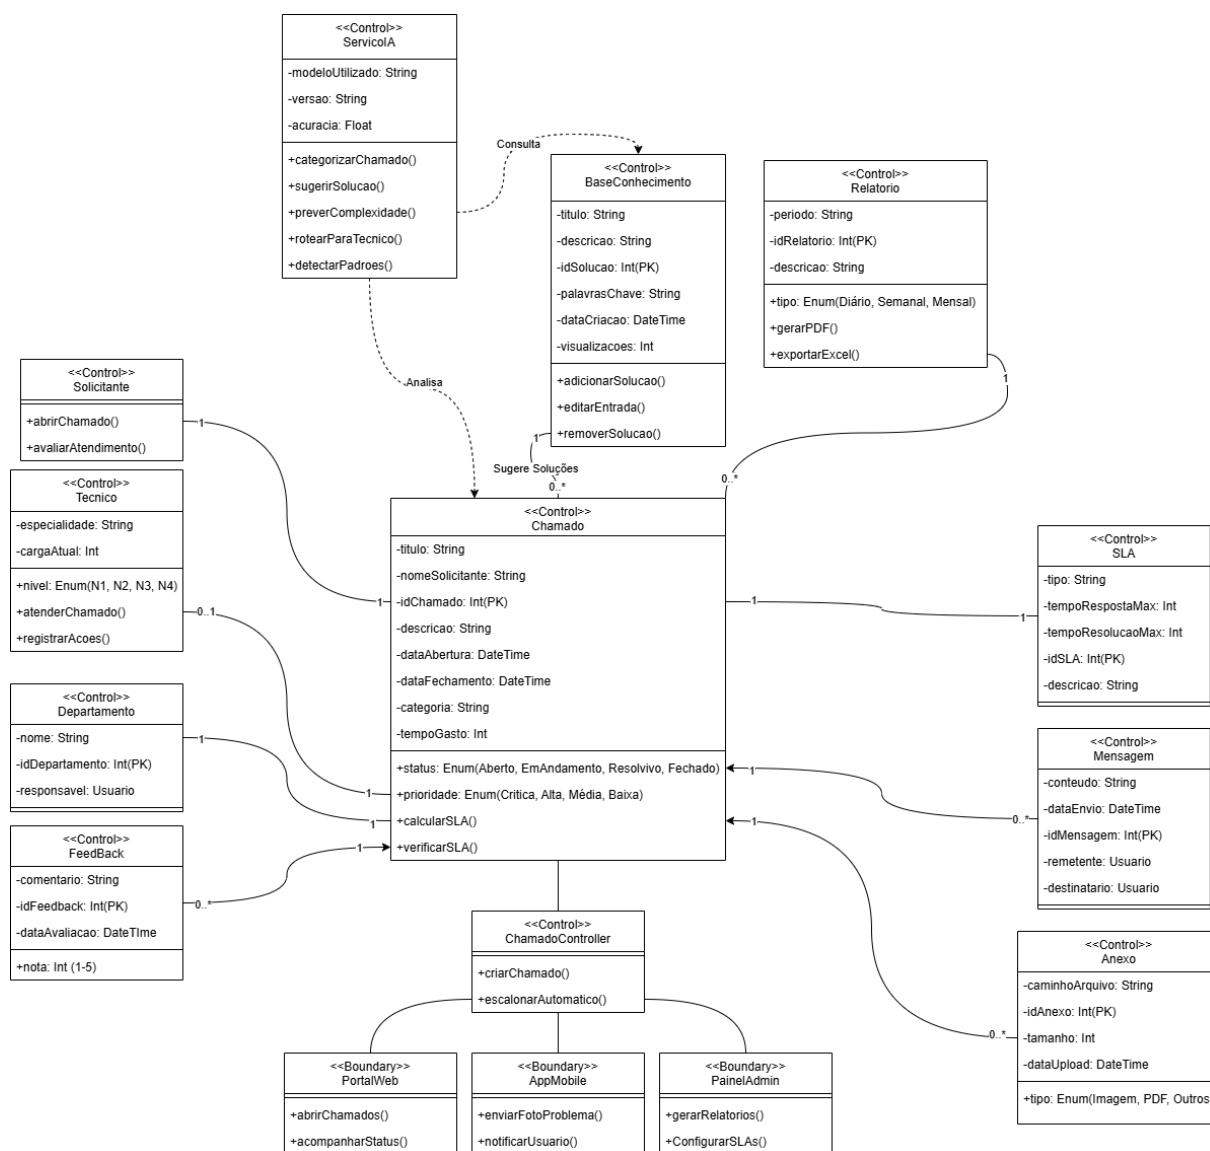 <<Control>>
ServicoIA
-modeloUtilizado: String
-versao: String
-acuracia: Float
+categorizarChamado()
+sugerirSolucao()
+preverComplexidade()
+rotearParaTecnico()
+detectarPadroes()
Consulta
<<Control>>
BaseConhecimento
-titulo: String
-descricao: String
-idSolucao: Int(PK)
-palavrasChave: String
-dataCriacao: DateTime
-visualizacoes: Int
+adicionarSolucao()
+editarEntrada()
+removerSolucao()
<<Control>>
Relatorio
-periodo: String
-idRelatorio: Int(PK)
-descricao: String
+tipo: Enum(Diário, Semanal, Mensal)
+gerarPDF()
+exportarExcel()
1
0..*
Analisa
1
Sugere Soluções
0..*
<<Control>>
Solicitante
+abrirChamado()
+avaliarAtendimento()
1
1
<<Control>>
Tecnico
-especialidade: String
-cargaAtual: Int
+nivel: Enum(N1, N2, N3, N4)
+atenderChamado()
+registrarAcoes()
0..1
1
<<Control>>
Departamento
-nome: String
-idDepartamento: Int(PK)
-responsavel: Usuario
1
1
<<Control>>
FeedBack
-comentario: String
-idFeedback: Int(PK)
-dataAvaliacao: DateTIme
+nota: Int (1-5)
0..*
1
<<Control>>
Chamado
-titulo: String
-nomeSolicitante: String
-idChamado: Int(PK)
-descricao: String
-dataAbertura: DateTime
-dataFechamento: DateTime
-categoria: String
-tempoGasto: Int
+status: Enum(Aberto, EmAndamento, Resolvivo, Fechado)
+prioridade: Enum(Critica, Alta, Média, Baixa)
+calcularSLA()
+verificarSLA()
1
1
<<Control>>
SLA
-tipo: String
-tempoRespostaMax: Int
-tempoResolucaoMax: Int
-idSLA: Int(PK)
-descricao: String
1
0..*
<<Control>>
Mensagem
-conteudo: String
-dataEnvio: DateTime
-idMensagem: Int(PK)
-remetente: Usuario
-destinatario: Usuario
1
0..*
<<Control>>
Anexo
-caminhoArquivo: String
-idAnexo: Int(PK)
-tamanho: Int
-dataUpload: DateTime
+tipo: Enum(Imagem, PDF, Outros
<<Control>>
ChamadoController
+criarChamado()
+escalonarAutomatico()
<<Boundary>>
PortalWeb
+abrirChamados()
+acompanharStatus()
<<Boundary>>
AppMobile
+enviarFotoProblema()
+notificarUsuario()
<<Boundary>>
PainelAdmin
+gerarRelatorios()
+ConfigurarSLAs()